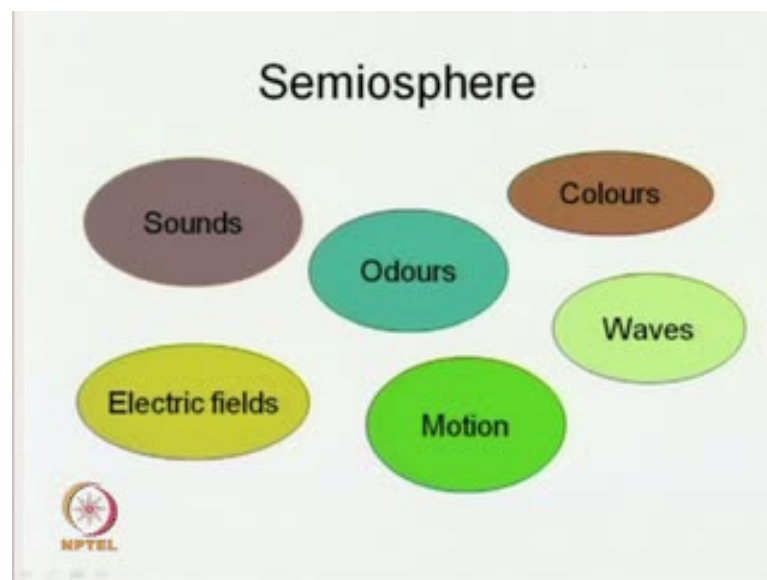 Semiosphere
Sounds
Colours
Odours
Waves
Electric fields
Motion
NPTEL